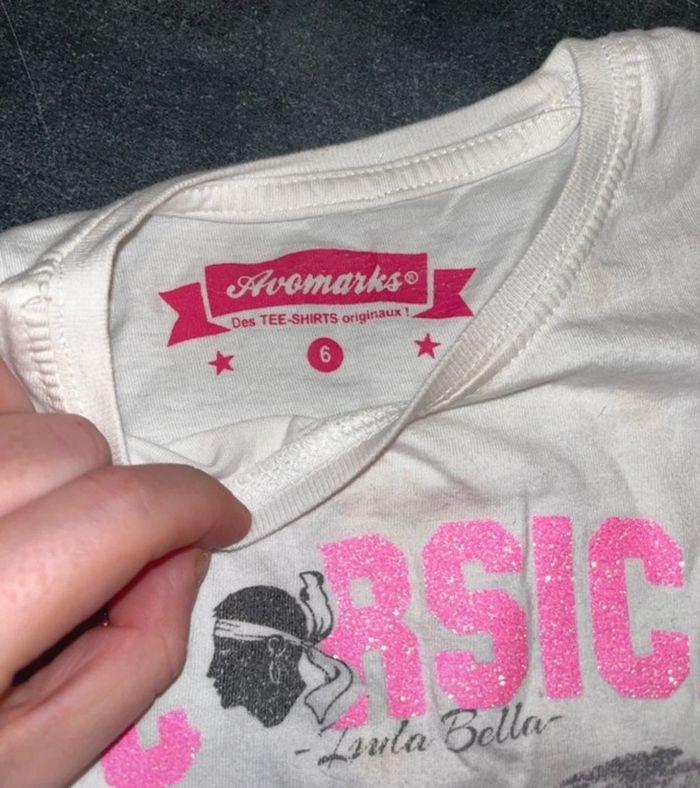 Avomarks®
Des TEE-SHIRTS originaux !
6
C RSIC
-Isula Bella-